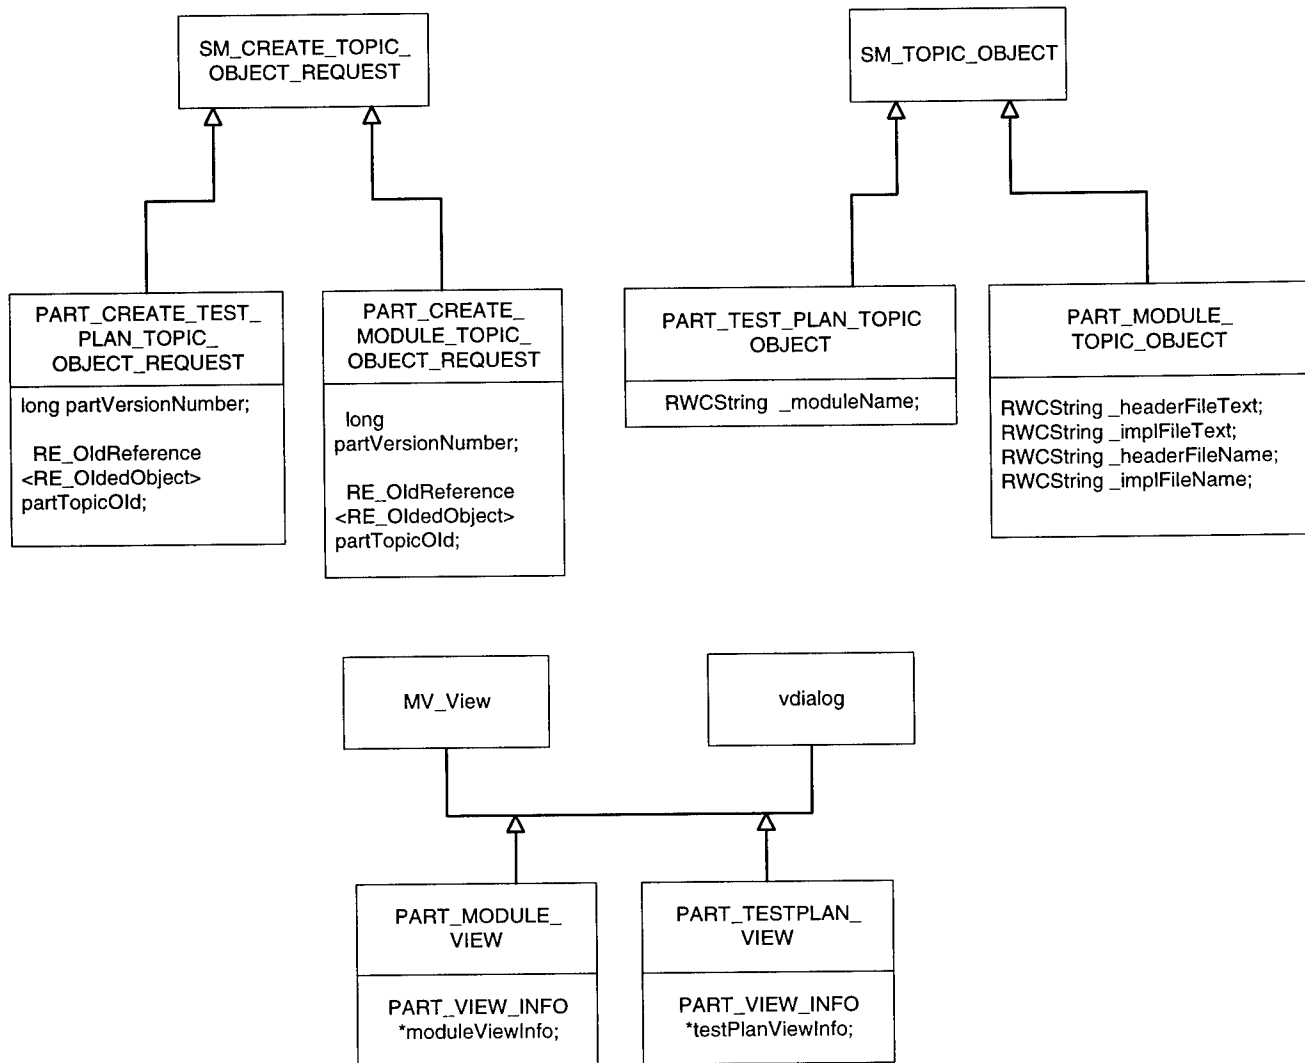 SM_CREATE_TOPIC_
OBJECT_REQUEST
SM_TOPIC_OBJECT
PART_CREATE_TEST_
PLAN_TOPIC_
OBJECT_REQUEST
long partVersionNumber;
RE_OIdReference
<RE_OIdedObject>
partTopicOId;
PART_CREATE_
MODULE_TOPIC_
OBJECT_REQUEST
long
partVersionNumber;
RE_OIdReference
<RE_OIdedObject>
partTopicOId;
PART_TEST_PLAN_TOPIC
OBJECT
RWCString _moduleName;
PART_MODULE_
TOPIC_OBJECT
RWCString _headerFileText;
RWCString _implFileText;
RWCString _headerFileName;
RWCString _implFileName;
MV_View
vdialog
PART_MODULE_
VIEW
PART_VIEW_INFO
*moduleViewInfo;
PART_TESTPLAN_
VIEW
PART_VIEW_INFO
*testPlanViewInfo;